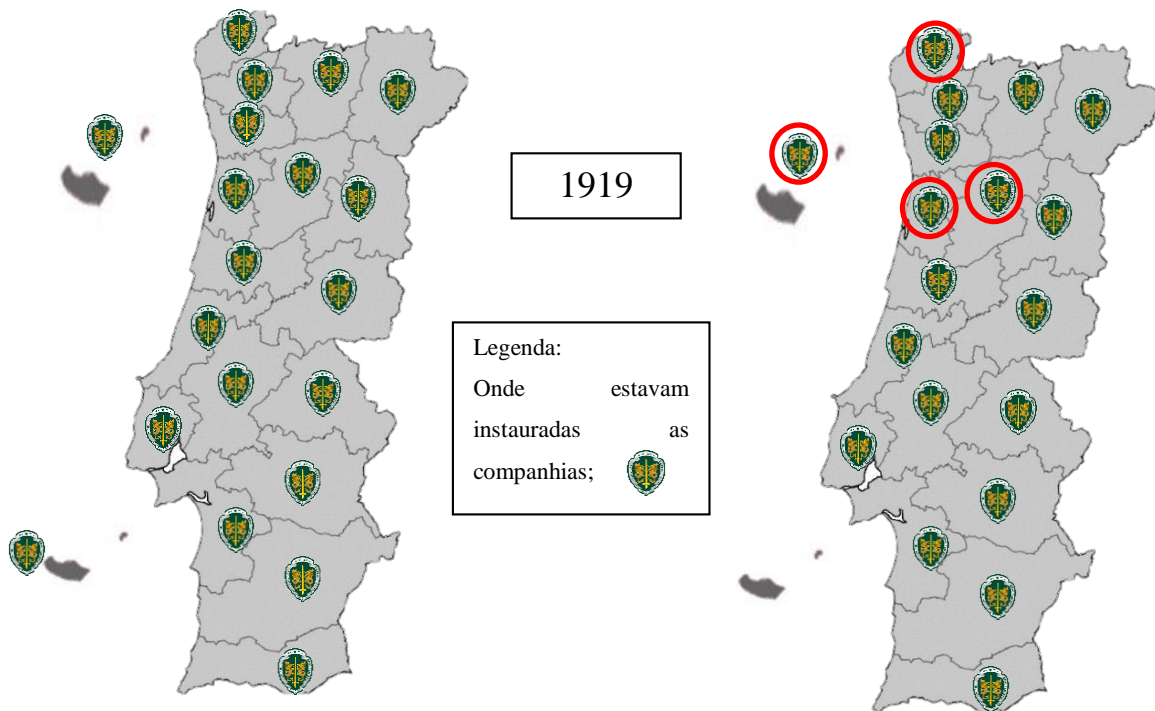 1919
Legenda:
Onde estavam
instauradas as
companhias;